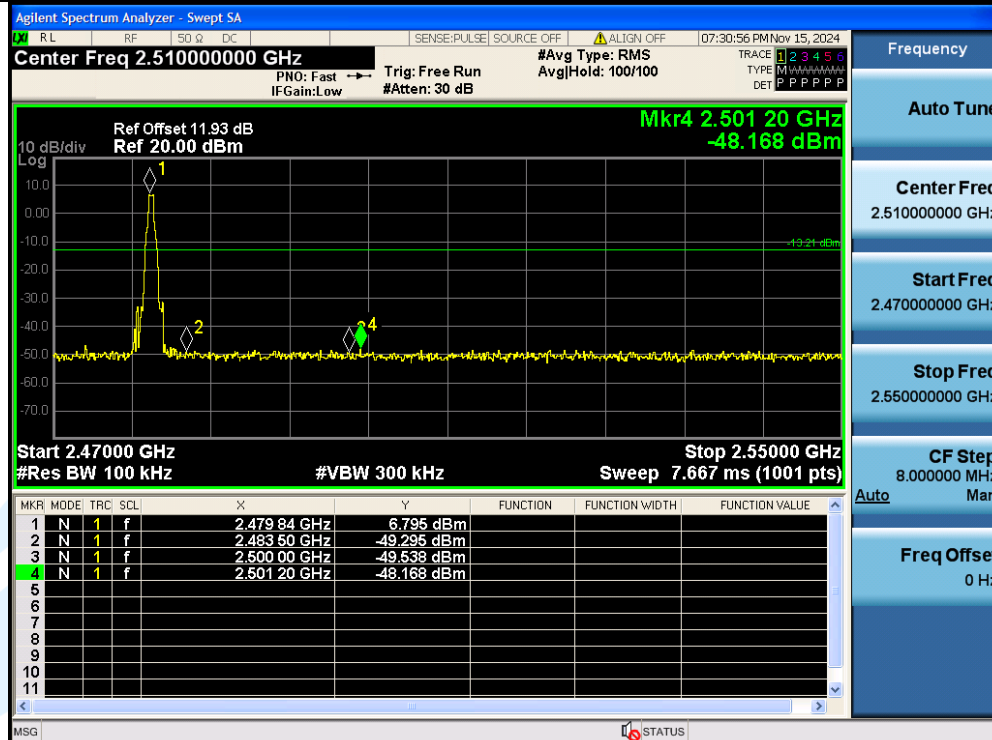 Agilent Spectrum Analyzer - Swept SA
LXI RL RF 50 Ω DC SENSE:PULSE SOURCE OFF ALIGN OFF 07:30:56 PM Nov 15, 2024
Center Freq 2.510000000 GHz
#Avg Type: RMS
TRACE 1 2 3 4 5 6
PNO: Fast Trig: Free Run Avg|Hold: 100/100
TYPE M WWWWW
IFGain:Low #Atten: 30 dB
DET P P P P P P
Mkr4 2.501 20 GHz
-48.168 dBm
Ref Offset 11.93 dB
10 dB/div Ref 20.00 dBm
Log
1
10.0
0.00
-10.0
-13.21 dBm
-20.0
-30.0
-40.0
2
4
-50.0
-60.0
-70.0
Start 2.47000 GHz Stop 2.55000 GHz
#Res BW 100 kHz #VBW 300 kHz Sweep 7.667 ms (1001 pts)
MKR MODE TRC SCL X Y FUNCTION FUNCTION WIDTH FUNCTION VALUE
1 N 1 f 2.479 84 GHz 6.795 dBm
2 N 1 f 2.483 50 GHz -49.295 dBm
3 N 1 f 2.500 00 GHz -49.538 dBm
4 N 1 f 2.501 20 GHz -48.168 dBm
5
6
7
8
9
10
11
MSG STATUS
Frequency
Auto Tune
Center Freq
2.510000000 GHz
Start Freq
2.470000000 GHz
Stop Freq
2.550000000 GHz
CF Step
8.000000 MHz
Auto Man
Freq Offset
0 Hz